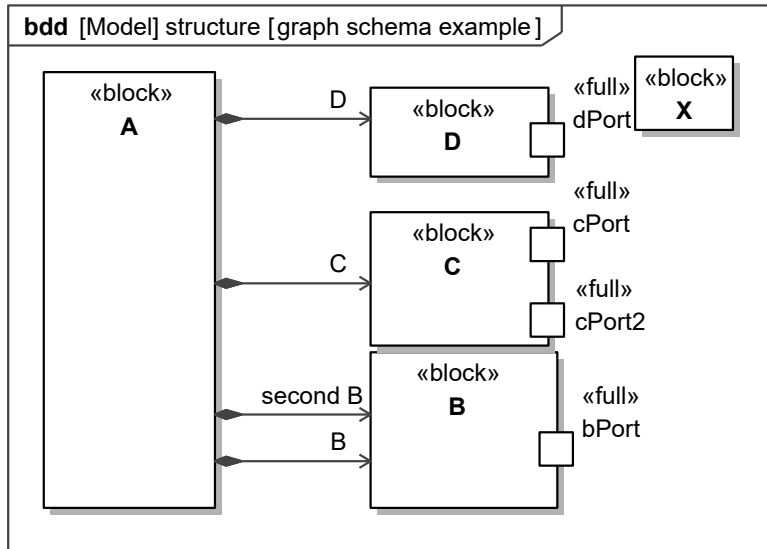 bdd [Model] structure [graph schema example]
«block»
A
D
«block»
D
«full»
dPort
«block»
X
C
«block»
C
«full»
cPort
«full»
cPort2
second B
B
«block»
B
«full»
bPort